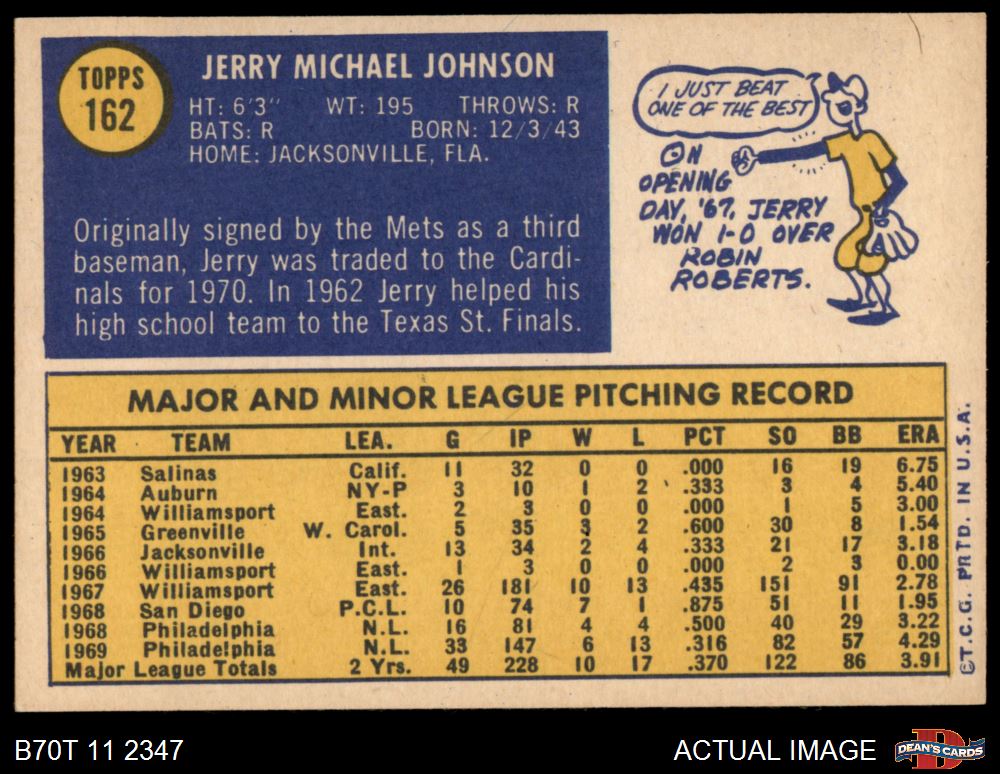 TOPPS
162
JERRY MICHAEL JOHNSON
HT: 6'3" WT: 195 THROWS: R
BATS: R BORN: 12/3/43
HOME: JACKSONVILLE, FLA.
Originally signed by the Mets as a third
baseman, Jerry was traded to the Cardi-
nals for 1970. In 1962 Jerry helped his
high school team to the Texas St. Finals.
I JUST BEAT
ONE OF THE BEST
ON
OPENING
DAY, '67, JERRY
WON 1-0 OVER
ROBIN
ROBERTS.
MAJOR AND MINOR LEAGUE PITCHING RECORD
YEAR TEAM LEA. G IP W L PCT SO BB ERA
1963 Salinas Calif. 11 32 0 0 .000 16 19 6.75
1964 Auburn NY-P 3 10 1 2 .333 3 4 5.40
1964 Williamsport East. 2 3 0 0 .000 1 5 3.00
1965 Greenville W. Carol. 5 35 3 2 .600 30 8 1.54
1966 Jacksonville Int. 13 34 2 4 .333 21 17 3.18
1966 Williamsport East. 1 3 0 0 .000 2 3 0.00
1967 Williamsport East. 26 181 10 13 .435 151 91 2.78
1968 San Diego P.C.L. 10 74 7 1 .875 51 11 1.95
1968 Philadelphia N.L. 16 81 4 4 .500 40 29 3.22
1969 Philadelphia N.L. 33 147 6 13 .316 82 57 4.29
Major League Totals 2 Yrs. 49 228 10 17 .370 122 86 3.91
©T.C.G. PRTD. IN U.S.A.
B70T 11 2347
ACTUAL IMAGE
D
DEAN'S CARDS